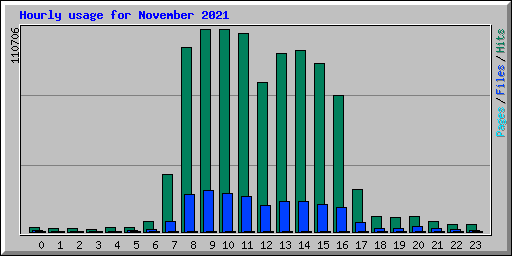 Hourly usage for November 2021
110706
Pages/Files/Hits
0 1 2 3 4 5 6 7 8 9 10 11 12 13 14 15 16 17 18 19 20 21 22 23